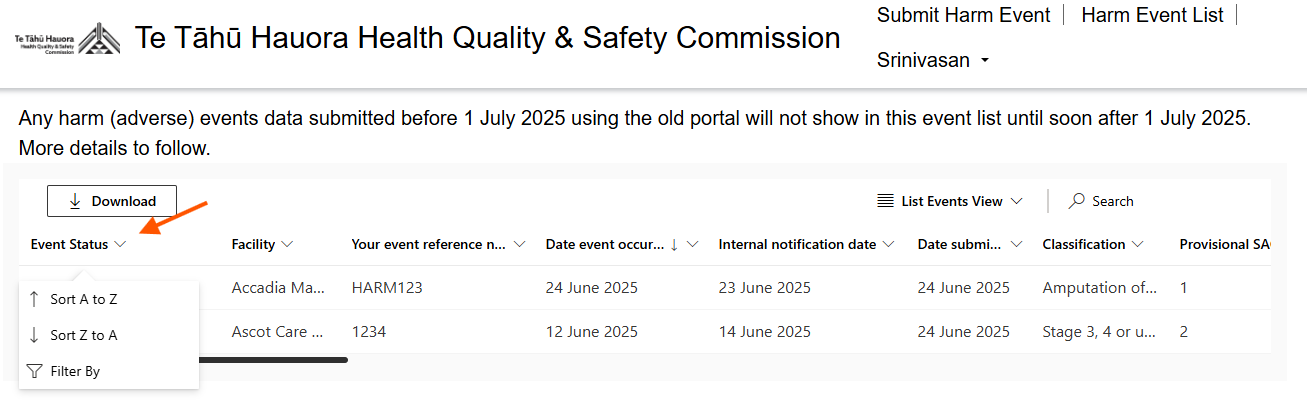 Te Tāhū Hauora
Health Quality & Safety
Commission
Te Tāhū Hauora Health Quality & Safety Commission
Submit Harm Event
Harm Event List
Srinivasan
Any harm (adverse) events data submitted before 1 July 2025 using the old portal will not show in this event list until soon after 1 July 2025.
More details to follow.
Download
List Events View
Search
Event Status Facility Your event reference n... Date event occur... Internal notification date Date submi... Classification Provisional SA
Accadia Ma... HARM123 24 June 2025 23 June 2025 24 June 2025 Amputation of... 1
Ascot Care ... 1234 12 June 2025 14 June 2025 24 June 2025 Stage 3, 4 or u... 2
Sort A to Z
Sort Z to A
Filter By